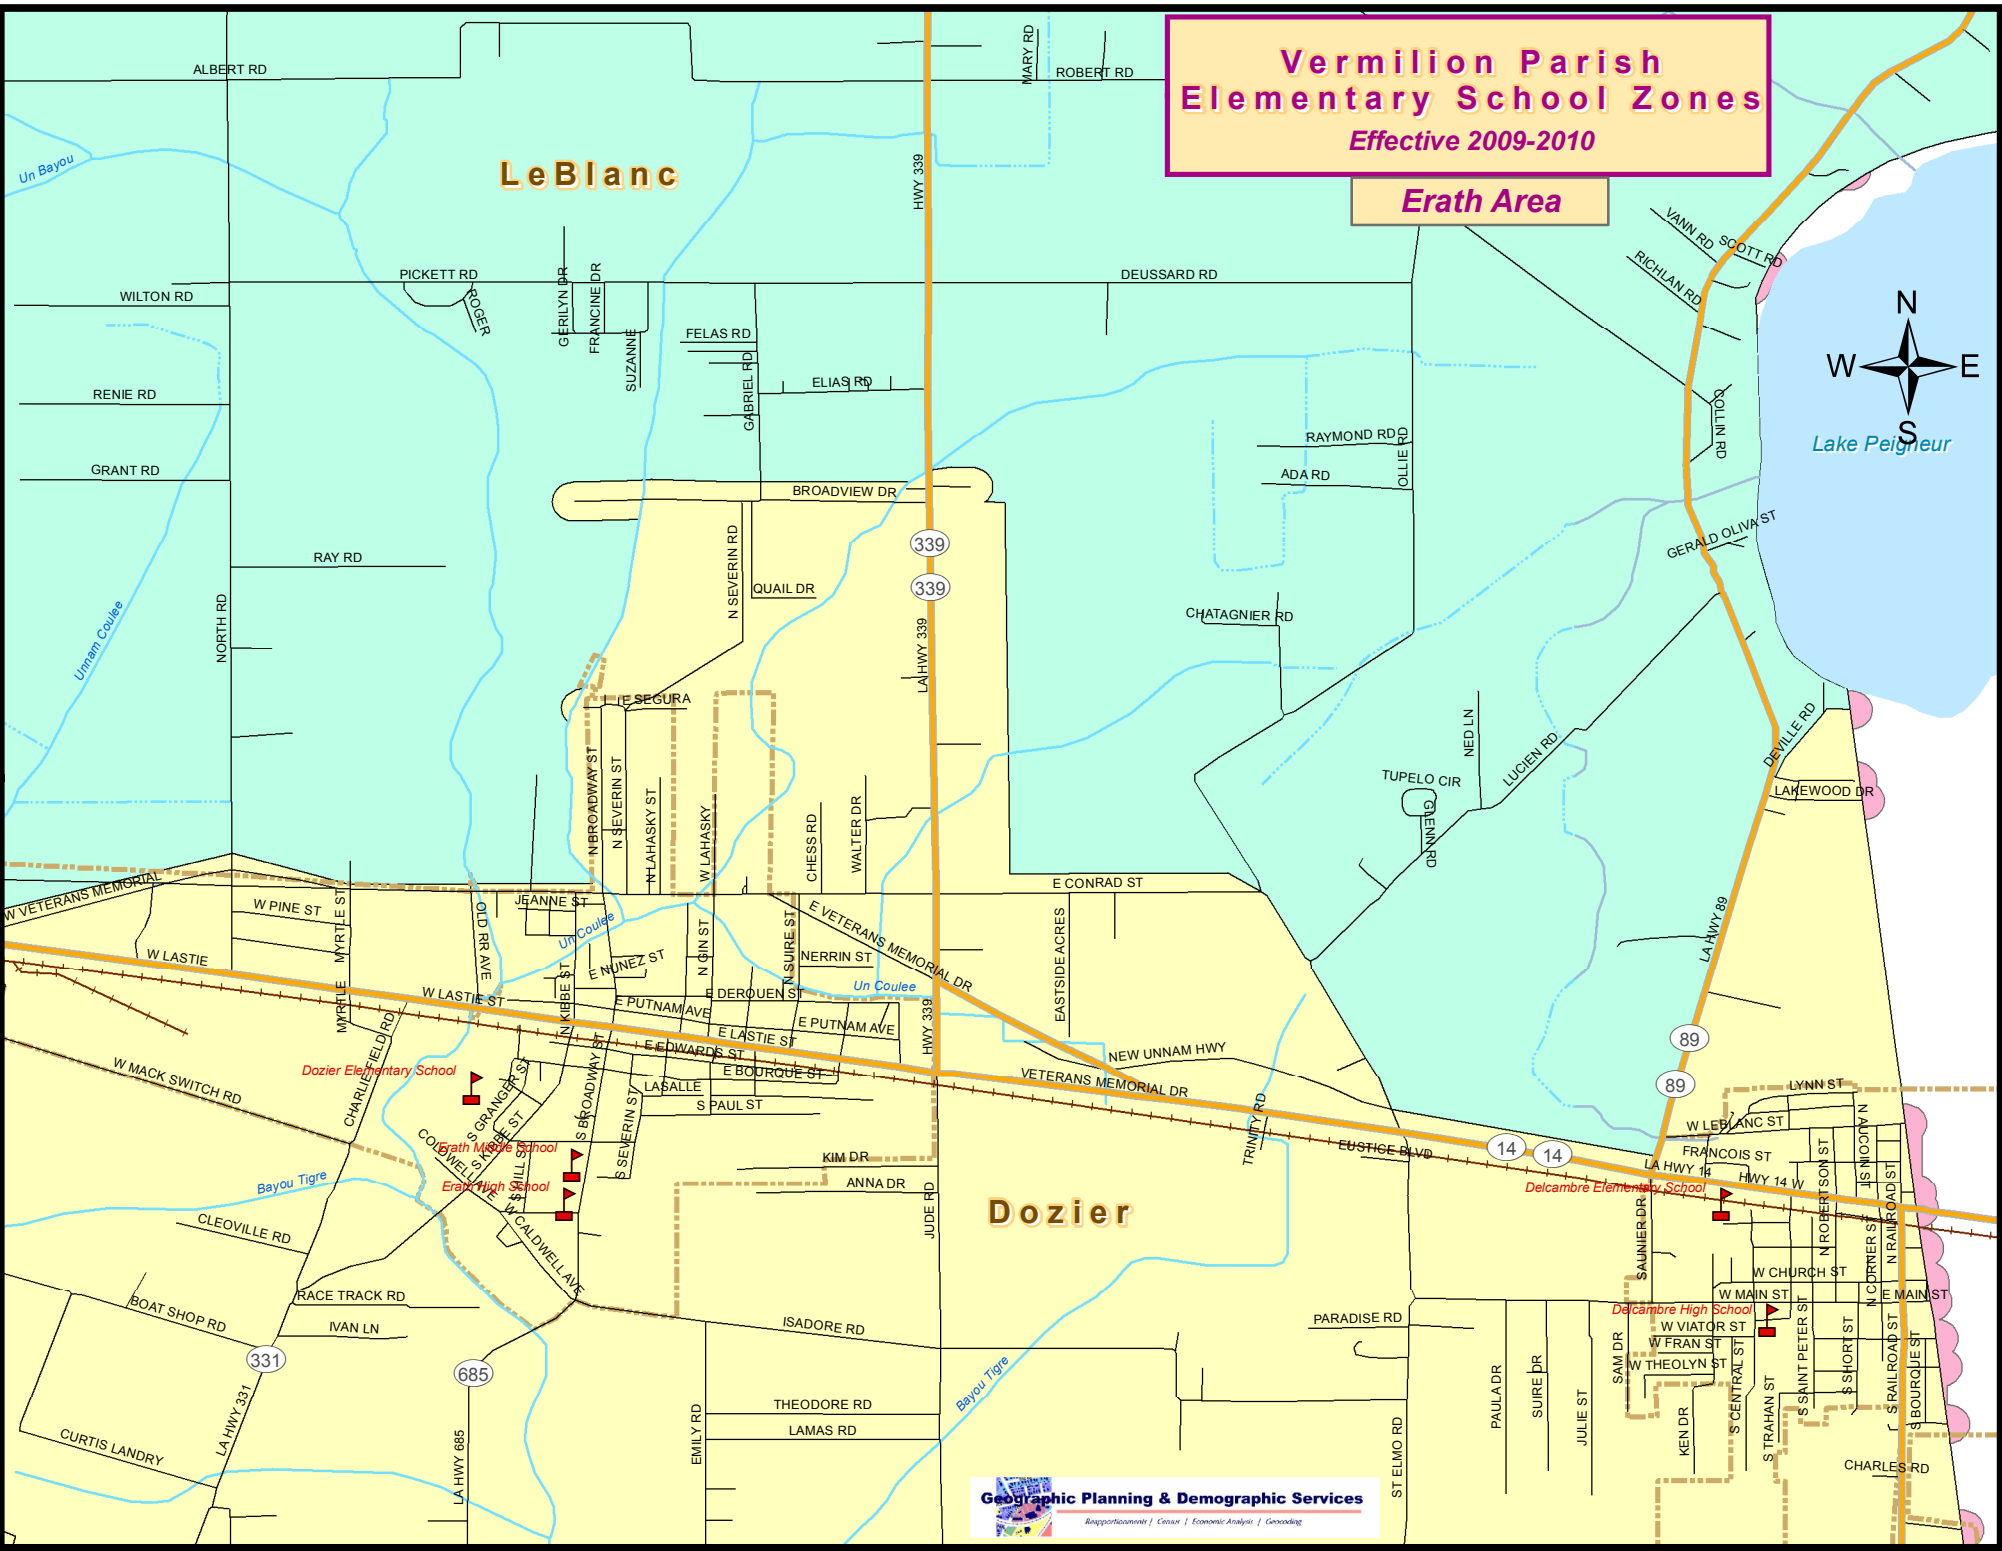 Vermilion Parish
Elementary School Zones
Effective 2009-2010
Erath Area
ALBERT RD
MARY RD
ROBERT RD
Un Bayou
LeBlanc
HWY 339
VANN RD
SCOTT RD
RICHLAN RD
PICKETT RD
DEUSSARD RD
WILTON RD
ROGER
GERILYN DR
FRANCINE DR
SUZANNE
FELAS RD
GABRIEL RD
ELIAS RD
N
W
E
S
Lake Peigneur
RENIE RD
COLLIN RD
RAYMOND RD
OLLIE RD
GRANT RD
ADA RD
BROADVIEW DR
GERALD OLIVA ST
339
339
RAY RD
N SEVERIN RD
QUAIL DR
NORTH RD
Unnam Coulee
LA HWY 339
CHATAGNIER RD
E SEGURA
NED LN
LUCIEN RD
DEVILLE RD
TUPELO CIR
GLENN RD
LAKEWOOD DR
N BROADWAY ST
N SEVERIN ST
N LAHASKY ST
W LAHASKY
CHESS RD
WALTER DR
E CONRAD ST
W VETERANS MEMORIAL
W PINE ST
MYRTLE ST
OLD RR AVE
JEANNE ST
Un Coulee
N GIN ST
N SUIRE ST
E VETERANS MEMORIAL DR
EASTSIDE ACRES
LA HWY 89
W LASTIE
E NUNEZ ST
NERRIN ST
Un Coulee
MYRTLE
W LASTIE ST
N KIBBE ST
E PUTNAM AVE
E DEROUEN ST
E PUTNAM AVE
E LASTIE ST
E EDWARDS ST
E BOURQUE ST
HWY 339
NEW UNNAM HWY
VETERANS MEMORIAL DR
89
89
W MACK SWITCH RD
CHARLIE FIELD RD
Dozier Elementary School
S GRANGER ST
S BROADWAY ST
LASALLE
S PAUL ST
S SEVERIN ST
S KIBBE ST
COLDWELL AVE
Erath Middle School
Erath High School
S HILL ST
W CALDWELL AVE
KIM DR
ANNA DR
JUDE RD
Dozier
TRINITY RD
EUSTICE BLVD
14
14
LYNN ST
W LEBLANC ST
N AUCOIN ST
FRANCOIS ST
LA HWY 14
HWY 14 W
Delcambre Elementary School
N ROBERTSON ST
N RAILROAD ST
N CORNER ST
SAUNIER DR
W CHURCH ST
W MAIN ST
E MAIN ST
Delcambre High School
W VIATOR ST
W FRAN ST
W THEOLYN ST
SAM DR
S CENTRAL ST
S SAINT PETER ST
S SHORT ST
S RAILROAD ST
S BOURQUE ST
S STRAHAN ST
KEN DR
CHARLES RD
Bayou Tigre
CLEOVILLE RD
BOAT SHOP RD
RACE TRACK RD
IVAN LN
331
685
LA HWY 331
LA HWY 685
CURTIS LANDRY
ISADORE RD
PARADISE RD
Bayou Tigre
THEODORE RD
LAMAS RD
EMILY RD
ST ELMO RD
PAULA DR
SUIRE DR
JULIE ST
Geographic Planning & Demographic Services
Reapportionments | Census | Economic Analysis | Geocoding